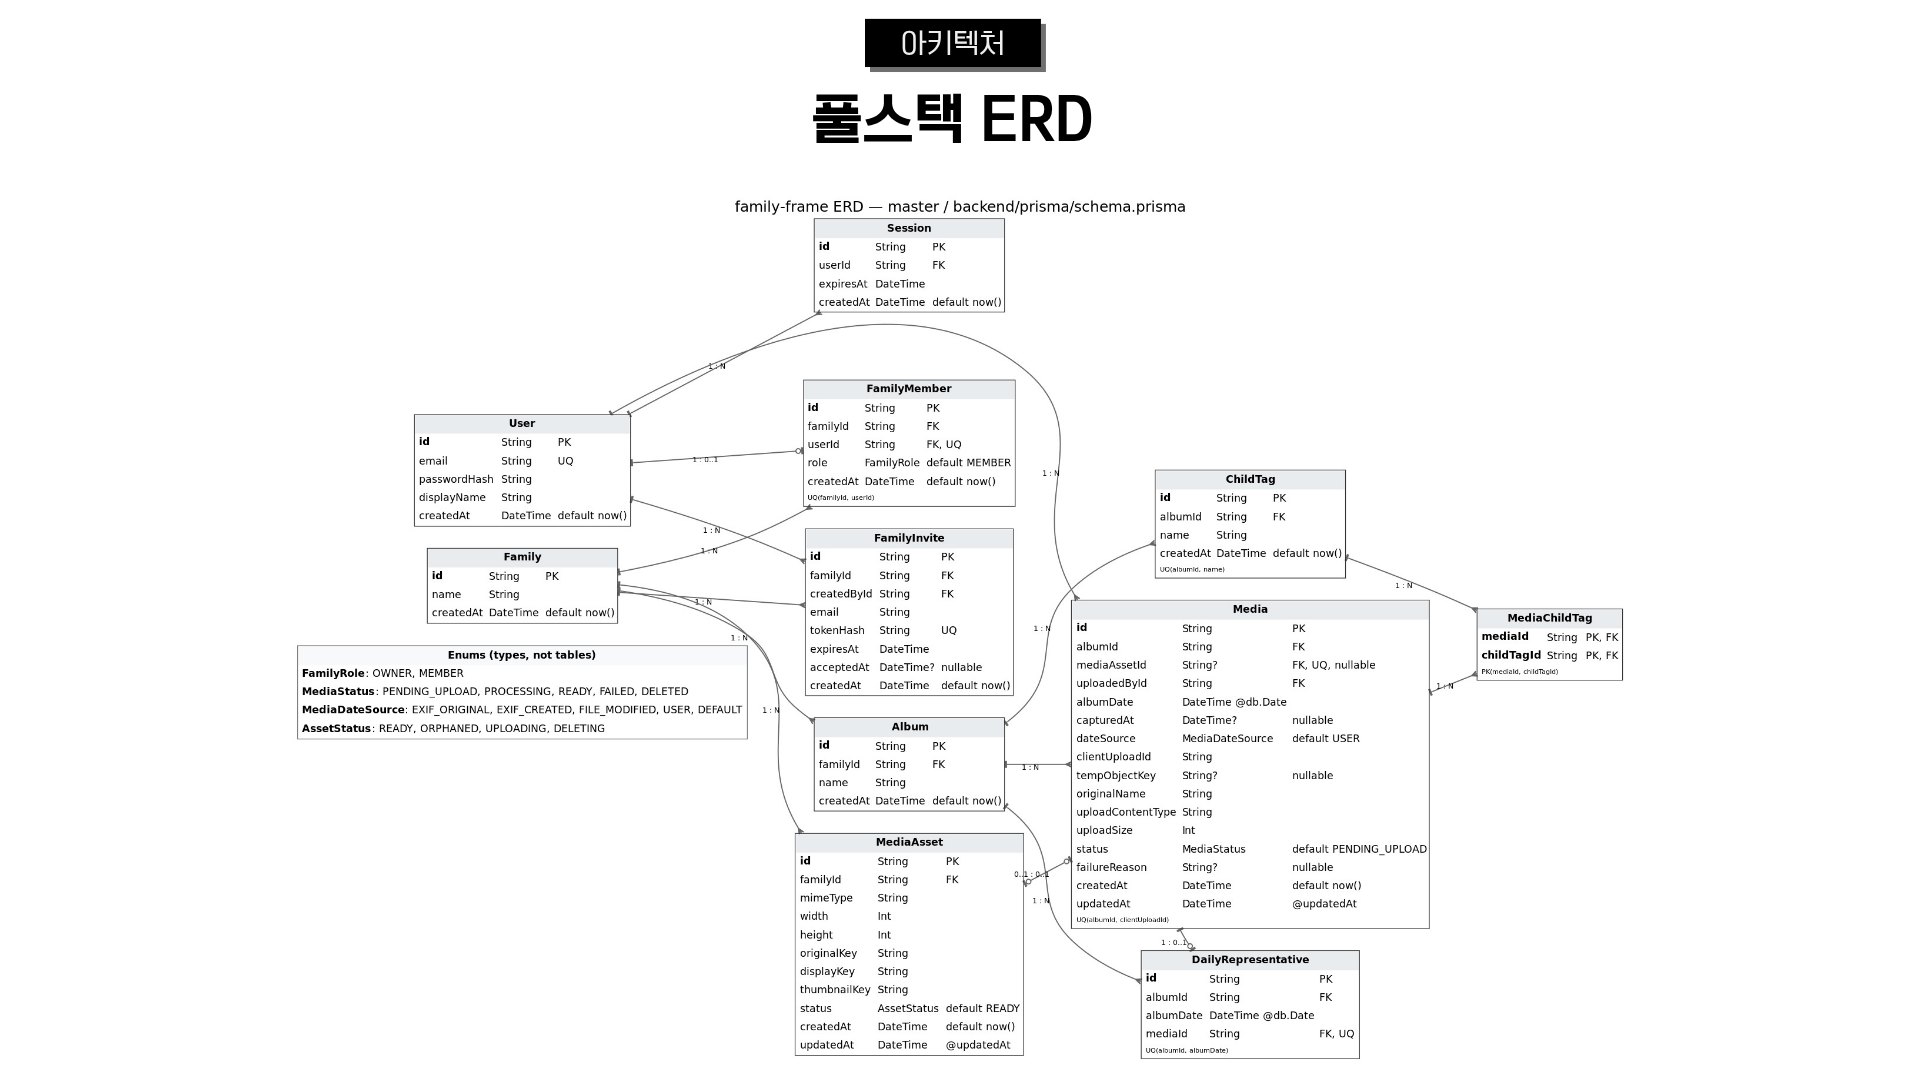 아키텍처
풀스택 ERD
family-frame ERD — master / backend/prisma/schema.prisma
Session
id String PK
userId String FK
expiresAt DateTime
createdAt DateTime default now()
1 : N
User
id String PK
email String UQ
passwordHash String
displayName String
createdAt DateTime default now()
1 : 0..1
1 : N
1 : N
FamilyMember
id String PK
familyId String FK
userId String FK, UQ
role FamilyRole default MEMBER
createdAt DateTime default now()
UQ(familyId, userId)
1 : N
Family
id String PK
name String
createdAt DateTime default now()
1 : N
1 : N
1 : N
FamilyInvite
id String PK
familyId String FK
createdById String FK
email String
tokenHash String UQ
expiresAt DateTime
acceptedAt DateTime? nullable
createdAt DateTime default now()
Enums (types, not tables)
FamilyRole: OWNER, MEMBER
MediaStatus: PENDING_UPLOAD, PROCESSING, READY, FAILED, DELETED
MediaDateSource: EXIF_ORIGINAL, EXIF_CREATED, FILE_MODIFIED, USER, DEFAULT
AssetStatus: READY, ORPHANED, UPLOADING, DELETING
Album
id String PK
familyId String FK
name String
createdAt DateTime default now()
1 : N
1 : N
1 : N
MediaAsset
id String PK
familyId String FK
mimeType String
width Int
height Int
originalKey String
displayKey String
thumbnailKey String
status AssetStatus default READY
createdAt DateTime default now()
updatedAt DateTime @updatedAt
0..1 : 0..1
ChildTag
id String PK
albumId String FK
name String
createdAt DateTime default now()
UQ(albumId, name)
1 : N
Media
id String PK
albumId String FK
mediaAssetId String? FK, UQ, nullable
uploadedById String FK
albumDate DateTime @db.Date
capturedAt DateTime? nullable
dateSource MediaDateSource default USER
clientUploadId String
tempObjectKey String? nullable
originalName String
uploadContentType String
uploadSize Int
status MediaStatus default PENDING_UPLOAD
failureReason String? nullable
createdAt DateTime default now()
updatedAt DateTime @updatedAt
UQ(albumId, clientUploadId)
1 : N
MediaChildTag
mediaId String PK, FK
childTagId String PK, FK
PK(mediaId, childTagId)
1 : 0..1
DailyRepresentative
id String PK
albumId String FK
albumDate DateTime @db.Date
mediaId String FK, UQ
UQ(albumId, albumDate)